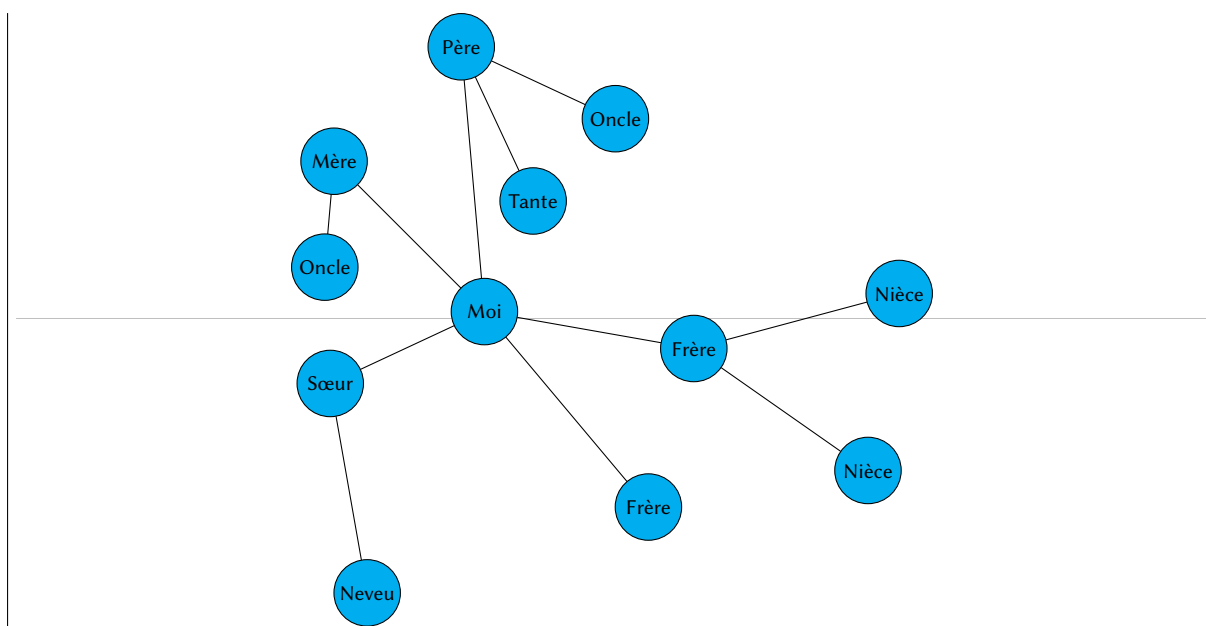 Père
Oncle
Mère
Tante
Oncle
Nièce
Moi
Frère
Sœur
Nièce
Frère
Neveu